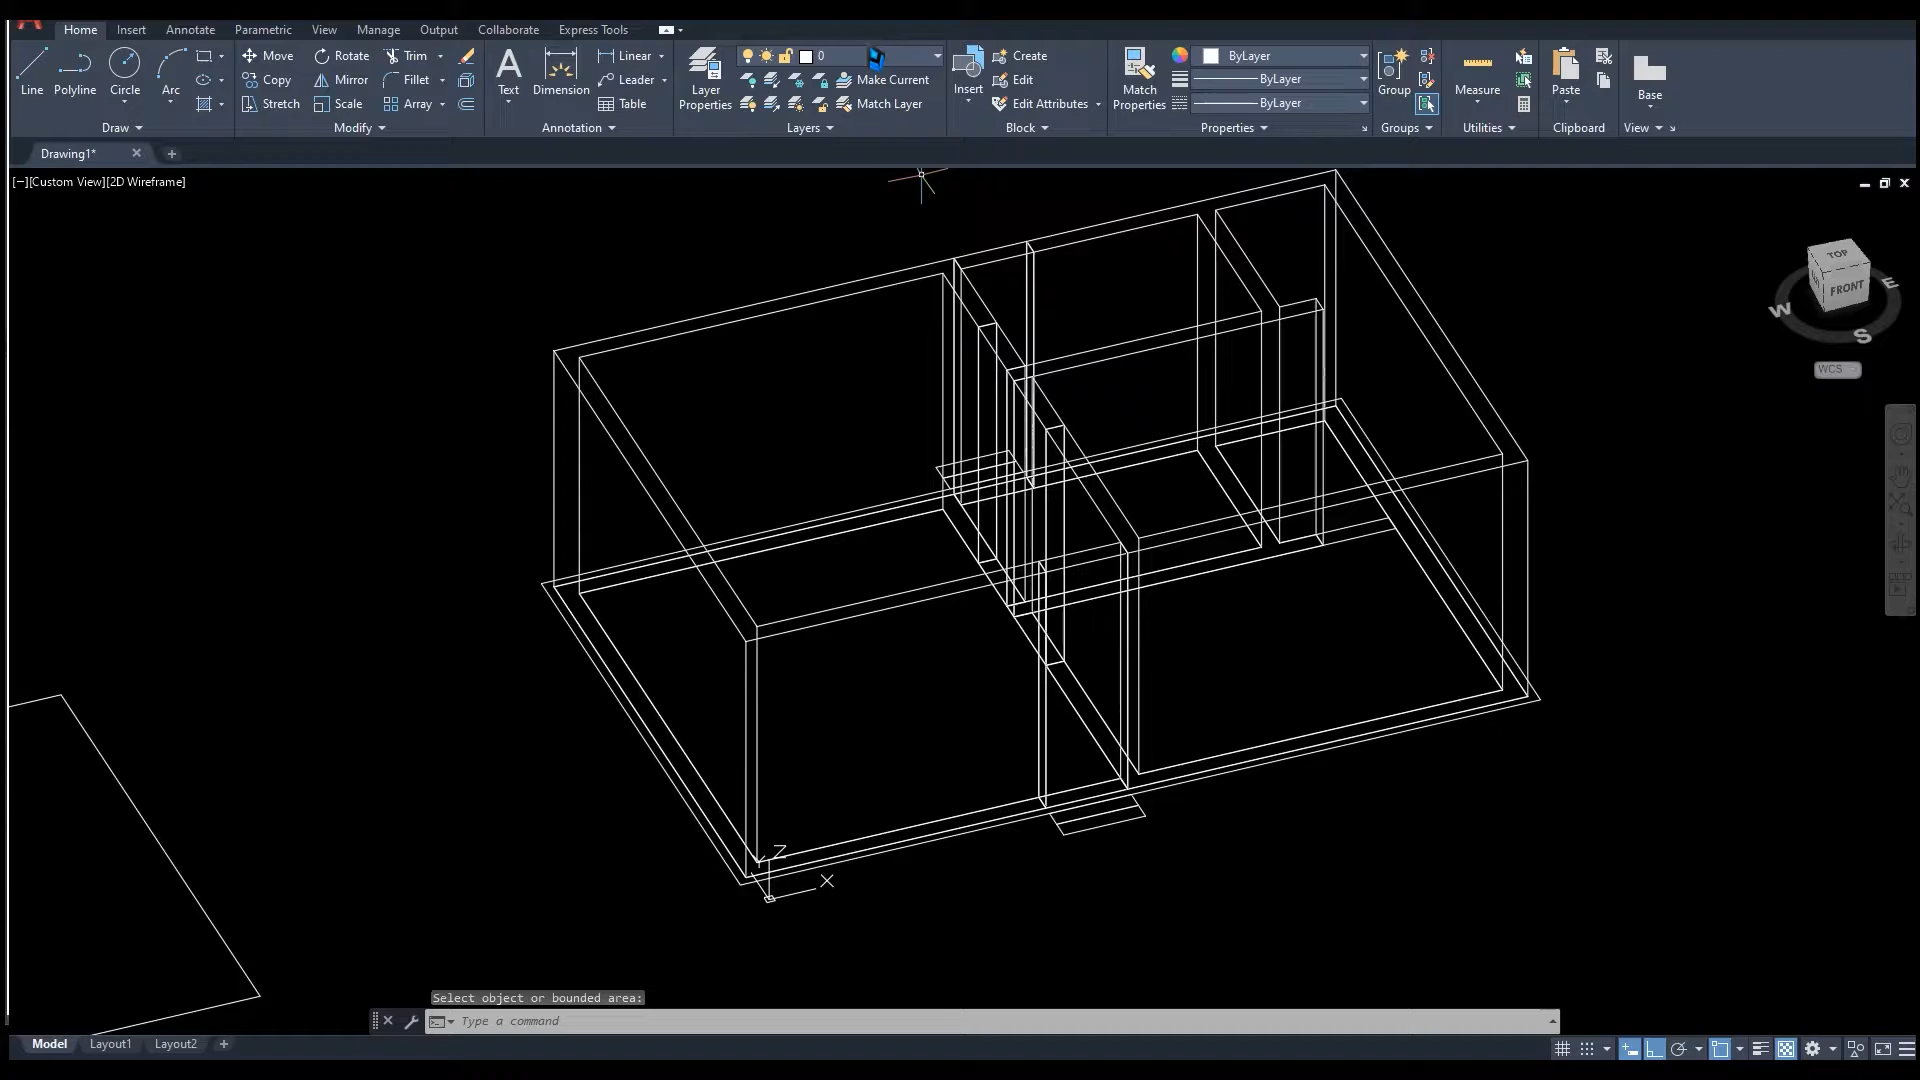 Home Insert Annotate Parametric View Manage Output Collaborate Express Tools
Line
Polyline
Circle
Arc
Draw
Move
Rotate
Trim
Copy
Mirror
Fillet
Stretch
Scale
Array
Modify
Text
Dimension
Linear
Leader
Table
Annotation
Layer
Properties
0
Make Current
Match Layer
Layers
Insert
Create
Edit
Edit Attributes
Block
Match
Properties
ByLayer
ByLayer
ByLayer
Properties
Group
Groups
Measure
Utilities
Paste
Clipboard
Base
View
Drawing1*
[−][Custom View][2D Wireframe]
TOP
FRONT
W
E
S
WCS
Z
X
Select object or bounded area:
Type a command
Model Layout1 Layout2